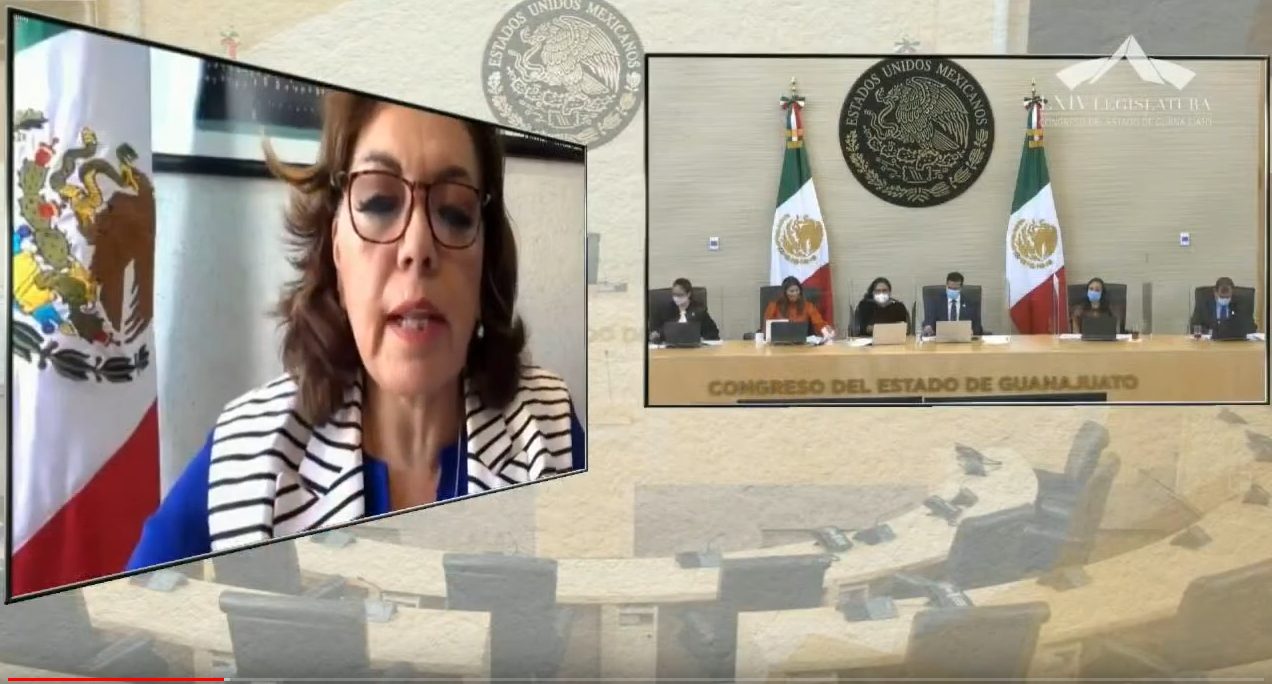 ESTADOS UNIDOS MEXICANOS
ESTADOS UNIDOS MEXICANOS
LXIV LEGISLATURA
CONGRESO DEL ESTADO DE GUANAJUATO
CONGRESO DEL ESTADO DE GUANAJUATO